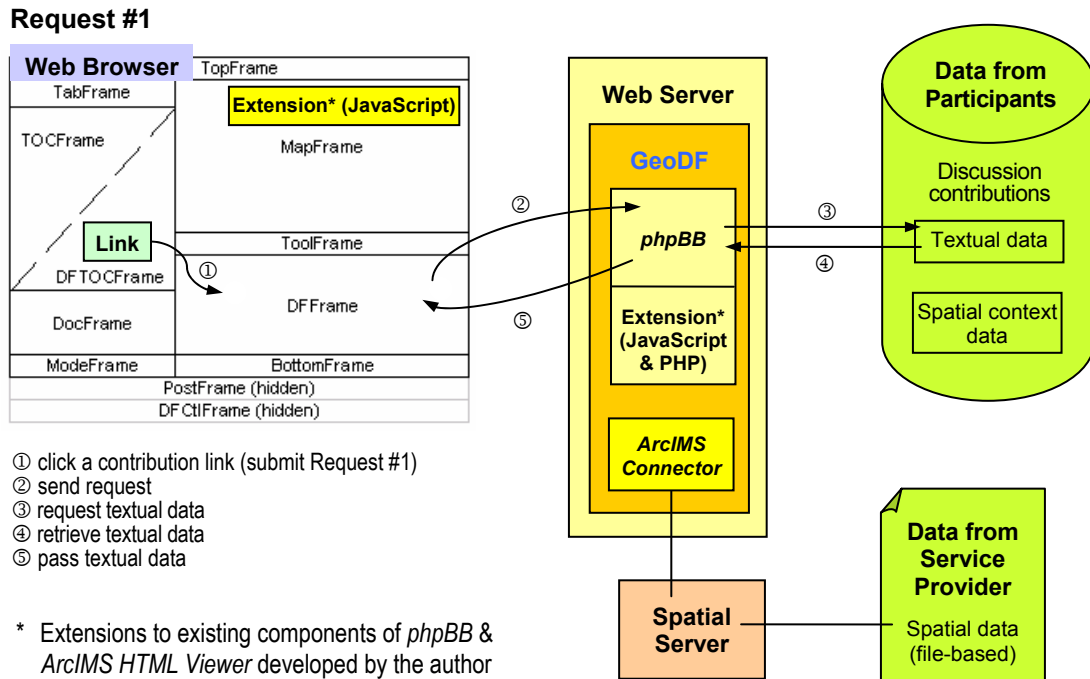 Request #1
Web Browser
TopFrame
TabFrame
Extension* (JavaScript)
TOCFrame
MapFrame
Link
ToolFrame
①
DFTOCFrame
DFFrame
DocFrame
ModeFrame
BottomFrame
PostFrame (hidden)
DFCtlFrame (hidden)
②
⑤
Web Server
GeoDF
phpBB
Extension*
(JavaScript
& PHP)
ArcIMS
Connector
③
④
Data from
Participants
Discussion
contributions
Textual data
Spatial context
data
① click a contribution link (submit Request #1)
② send request
③ request textual data
④ retrieve textual data
⑤ pass textual data
* Extensions to existing components of phpBB &
ArcIMS HTML Viewer developed by the author
Spatial
Server
Data from
Service
Provider
Spatial data
(file-based)